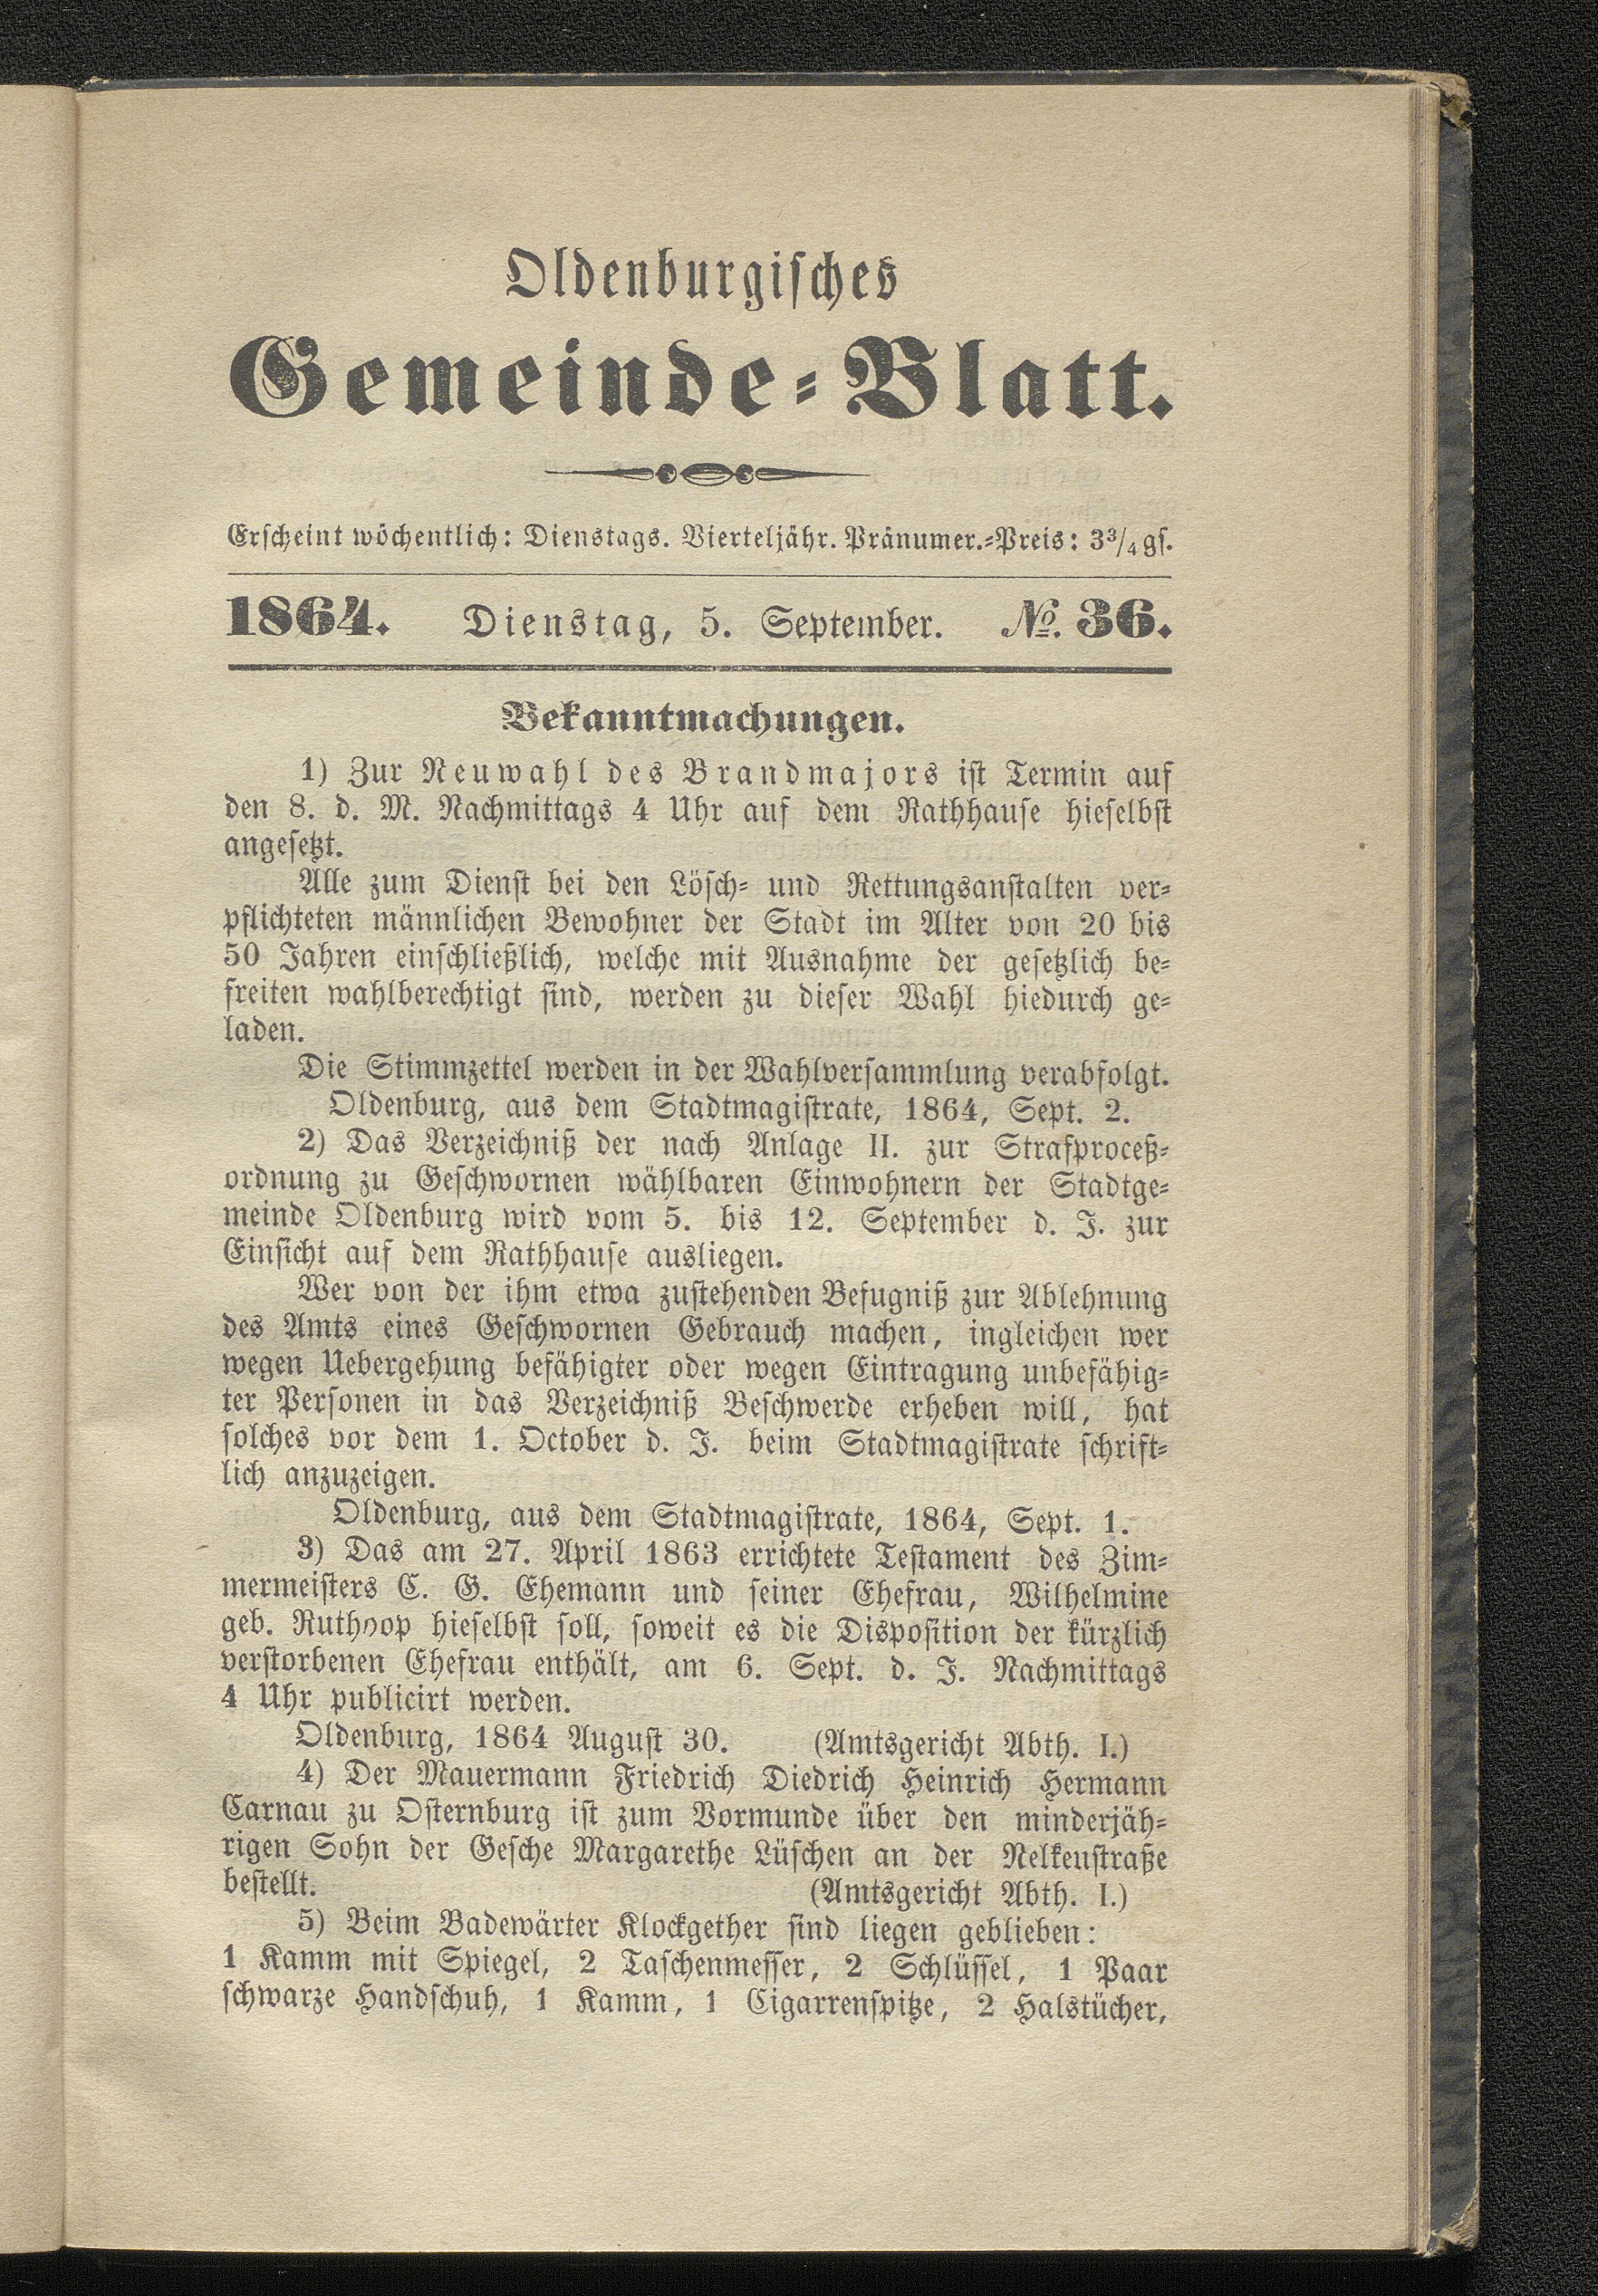 Oldenburgisches
Gemeinde-Blatt.
Erscheint wöchentlich: Dienstags. Vierteljähr. Pränumer.-Preis: 3 3/4 gs.
1864. Dienstag, 5. September. No. 36.
Bekanntmachungen.
1) Zur Neuwahl des Brandmajors ist Termin auf
den 8. d. M. Nachmittags 4 Uhr auf dem Rathhause hieselbst
angesetzt.
Alle zum Dienst bei den Lösch- und Rettungsanstalten ver-
pflichteten männlichen Bewohner der Stadt im Alter von 20 bis
50 Jahren einschließlich, welche mit Ausnahme der gesetzlich be-
freiten wahlberechtigt sind, werden zu dieser Wahl hiedurch ge-
laden.
Die Stimmzettel werden in der Wahlversammlung verabfolgt.
Oldenburg, aus dem Stadtmagistrate, 1864, Sept. 2.
2) Das Verzeichniß der nach Anlage II. zur Strafproceß-
ordnung zu Geschwornen wählbaren Einwohnern der Stadtge-
meinde Oldenburg wird vom 5. bis 12. September d. J. zur
Einsicht auf dem Rathhause ausliegen.
Wer von der ihm etwa zustehenden Befugniß zur Ablehnung
des Amts eines Geschwornen Gebrauch machen, ingleichen wer
wegen Uebergehung befähigter oder wegen Eintragung unbefähig-
ter Personen in das Verzeichniß Beschwerde erheben will, hat
solches vor dem 1. October d. J. beim Stadtmagistrate schrift-
lich anzuzeigen.
Oldenburg, aus dem Stadtmagistrate, 1864, Sept. 1.
3) Das am 27. April 1863 errichtete Testament des Zim-
mermeisters C. G. Ehemann und seiner Ehefrau, Wilhelmine
geb. Ruthoop hieselbst soll, soweit es die Disposition der kürzlich
verstorbenen Ehefrau enthält, am 6. Sept. d. J. Nachmittags
4 Uhr publicirt werden.
Oldenburg, 1864 August 30. (Amtsgericht Abth. I.)
4) Der Mauermann Friedrich Diedrich Heinrich Hermann
Carnau zu Osternburg ist zum Vormunde über den minderjäh-
rigen Sohn der Gesche Margarethe Lüschen an der Nelkenstraße
bestellt. (Amtsgericht Abth. I.)
5) Beim Badewärter Klockgether sind liegen geblieben:
1 Kamm mit Spiegel, 2 Taschenmesser, 2 Schlüssel, 1 Paar
schwarze Handschuh, 1 Kamm, 1 Cigarrenspitze, 2 Halstücher,